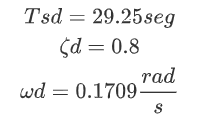 Tsd = 29.25seg
ζd = 0.8
ωd = 0.1709 rad/s